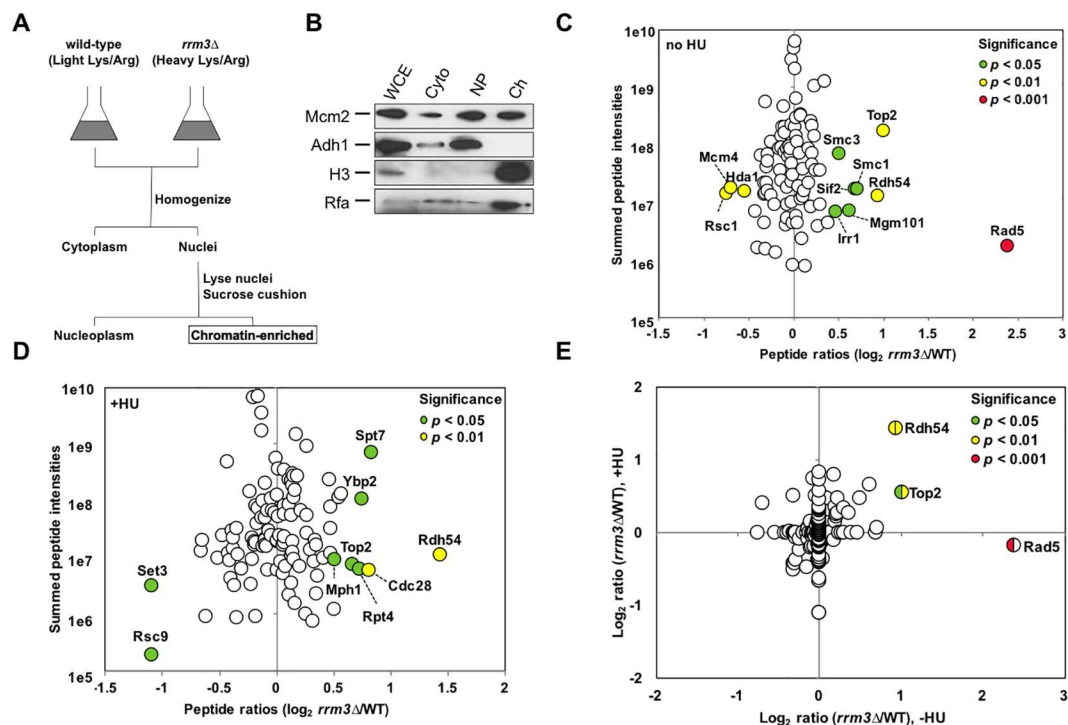 A
wild-type
(Light Lys/Arg)
rrm3Δ
(Heavy Lys/Arg)
Homogenize
Cytoplasm
Nuclei
Lyse nuclei
Sucrose cushion
Nucleoplasm
Chromatin-enriched
B
WCE
Cyto
NP
Ch
Mcm2
Adh1
H3
Rfa
C
no HU
Significance
p < 0.05
p < 0.01
p < 0.001
Summed peptide intensities
1e10
1e9
1e8
1e7
1e6
1e5
Top2
Smc3
Smc1
Mcm4
Hda1
Sif2
Rdh54
Rsc1
Irr1
Mgm101
Rad5
-1 -0.5 0.0 0.5 1 1.5 2.0 2.5
Peptide ratios (log2 rrm3Δ/WT)
D
+HU
Significance
p < 0.05
p < 0.01
Summed peptide intensities
1e10
1e9
1e8
1e7
1e6
1e5
Spt7
Ybp2
Top2
Rdh54
Mph1
Cdc28
Rpt4
Set3
Rsc9
-1.5 -1 -0.5 0.0 0.5 1 1.5 2
Peptide ratios (log2 rrm3Δ/WT)
E
Significance
p < 0.05
p < 0.01
p < 0.001
Log2 ratio (rrm3Δ/WT), +HU
2
1
0
-1
-2
Rdh54
Top2
Rad5
-2 -1 0 1 2 3
Log2 ratio (rrm3Δ/WT), -HU